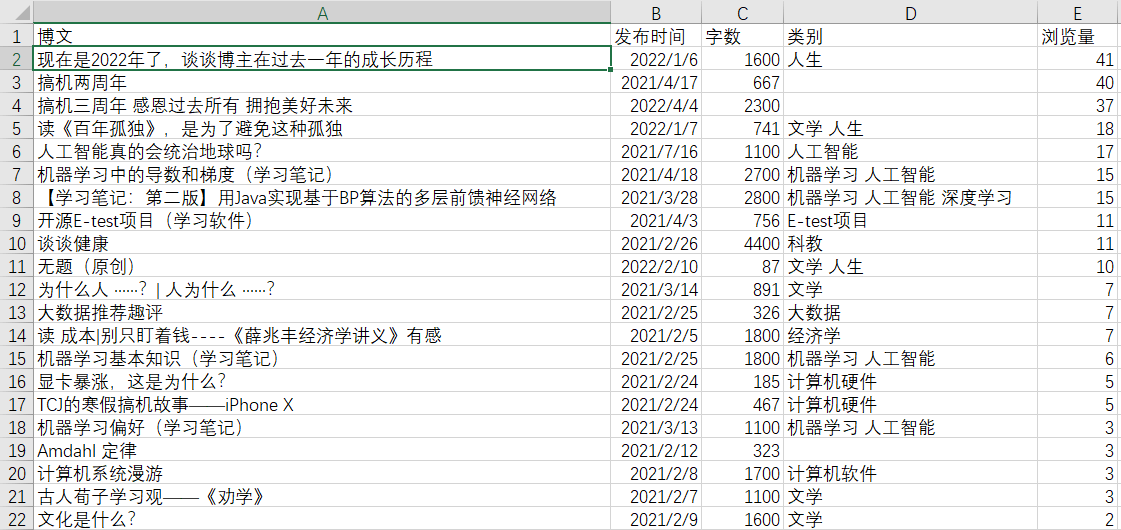 A B C D E
1 博文 发布时间 字数 类别 浏览量
2 现在是2022年了，谈谈博主在过去一年的成长历程 2022/1/6 1600 人生 41
3 搞机两周年 2021/4/17 667 40
4 搞机三周年 感恩过去所有 拥抱美好未来 2022/4/4 2300 37
5 读《百年孤独》，是为了避免这种孤独 2022/1/7 741 文学 人生 18
6 人工智能真的会统治地球吗? 2021/7/16 1100 人工智能 17
7 机器学习中的导数和梯度（学习笔记） 2021/4/18 2700 机器学习 人工智能 15
8 【学习笔记：第二版】用Java实现基于BP算法的多层前馈神经网络 2021/3/28 2800 机器学习 人工智能 深度学习 15
9 开源E-test项目（学习软件） 2021/4/3 756 E-test项目 11
10 谈谈健康 2021/2/26 4400 科教 11
11 无题（原创） 2022/2/10 87 文学 人生 10
12 为什么人 ······? | 人为什么 ······? 2021/3/14 891 文学 7
13 大数据推荐趣评 2021/2/25 326 大数据 7
14 读 成本|别只盯着钱----《薛兆丰经济学讲义》有感 2021/2/5 1800 经济学 7
15 机器学习基本知识（学习笔记） 2021/2/25 1800 机器学习 人工智能 6
16 显卡暴涨，这是为什么? 2021/2/24 185 计算机硬件 5
17 TCJ的寒假搞机故事——iPhone X 2021/2/24 467 计算机硬件 5
18 机器学习偏好（学习笔记） 2021/3/13 1100 机器学习 人工智能 3
19 Amdahl 定律 2021/2/12 323 3
20 计算机系统漫游 2021/2/8 1700 计算机软件 3
21 古人荀子学习观——《劝学》 2021/2/7 1100 文学 3
22 文化是什么? 2021/2/9 1600 文学 2